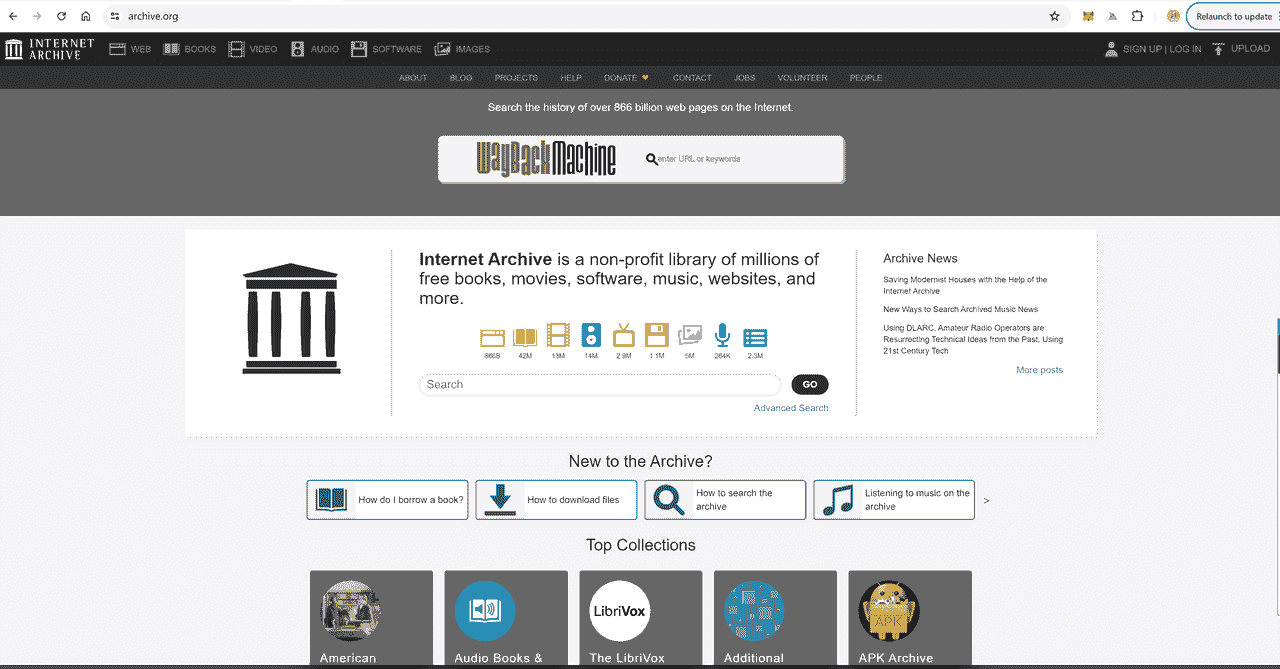 archive.org
Relaunch to update
INTERNET
ARCHIVE
WEB
BOOKS
VIDEO
AUDIO
SOFTWARE
IMAGES
SIGN UP | LOG IN
UPLOAD
ABOUT
BLOG
PROJECTS
HELP
DONATE
CONTACT
JOBS
VOLUNTEER
PEOPLE
Search the history of over 866 billion web pages on the Internet.
WayBackMachine
enter URL or keywords
Internet Archive is a non-profit library of millions of
free books, movies, software, music, websites, and
more.
866B
42M
13M
14M
2.9M
1.1M
5M
264K
2.3M
Search
GO
Advanced Search
Archive News
Saving Modernist Houses with the Help of the
Internet Archive
New Ways to Search Archived Music News
Using DLARC, Amateur Radio Operators are
Resurrecting Technical Ideas from the Past, Using
21st Century Tech
More posts
New to the Archive?
How do I borrow a book?
How to download files
How to search the
archive
Listening to music on the
archive
>
Top Collections
LibriVox
APK
American
Audio Books &
The LibriVox
Additional
APK Archive